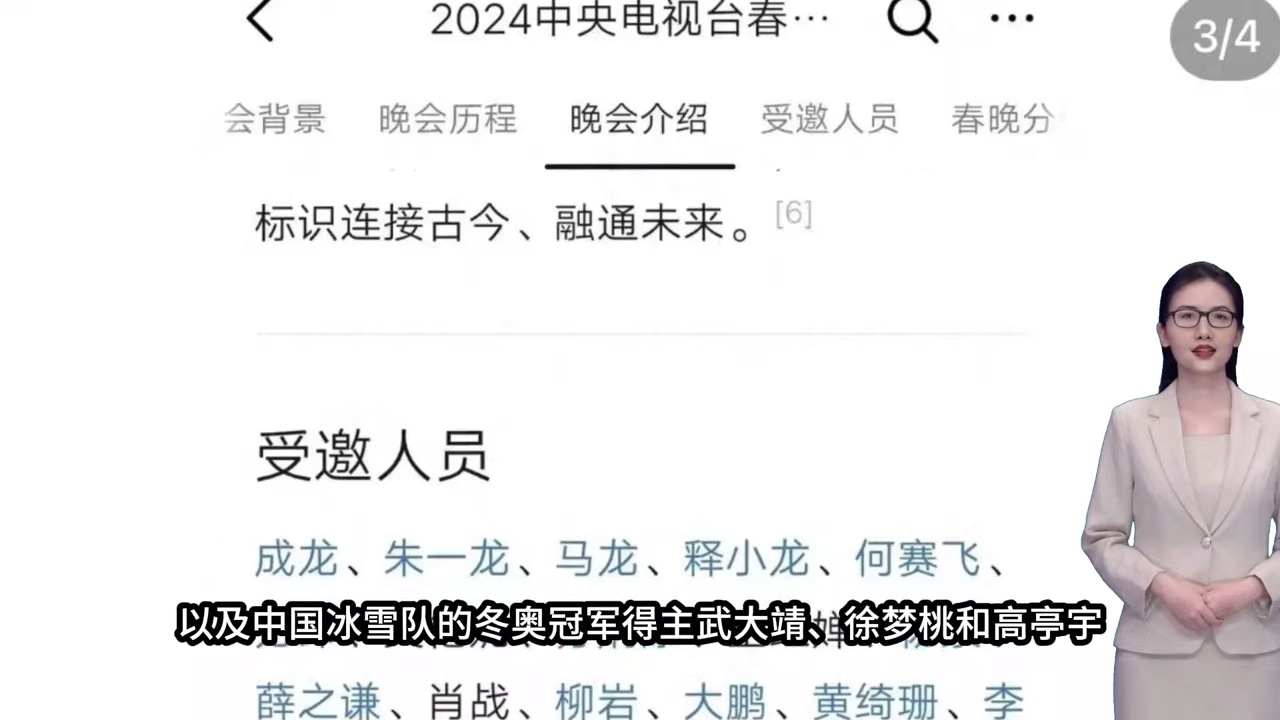 2024中央电视台春…
3/4
会背景 晚会历程 晚会介绍 受邀人员 春晚分
标识连接古今、融通未来。[6]
受邀人员
成龙、朱一龙、马龙、释小龙、何赛飞、
以及中国冰雪队的冬奥冠军得主武大靖、徐梦桃和高亭宇
薛之谦、肖战、柳岩、大鹏、黄绮珊、李